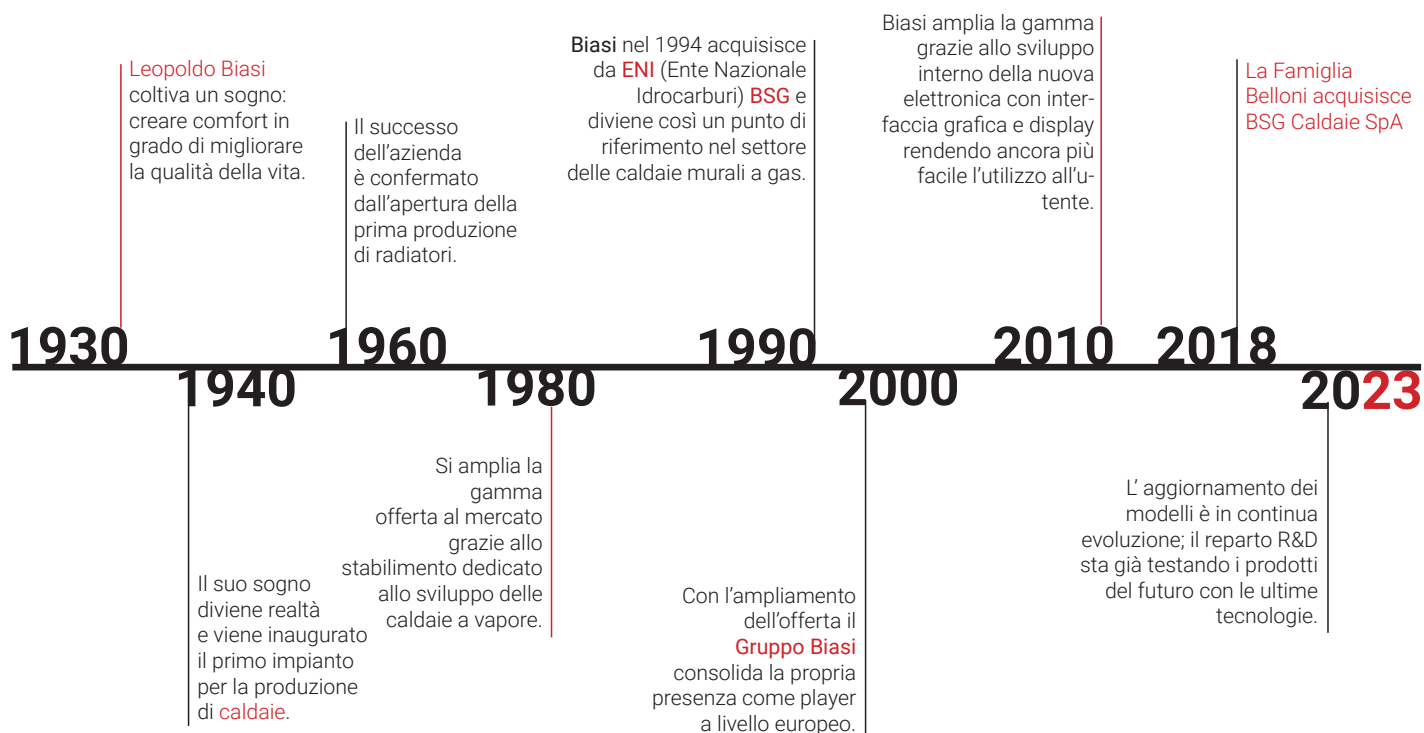 1930
Leopoldo Biasi
coltiva un sogno:
creare comfort in
grado di migliorare
la qualità della vita.
1940
Il suo sogno
diviene realtà
e viene inaugurato
il primo impianto
per la produzione
di caldaie.
1960
Il successo
dell'azienda
è confermato
dall'apertura della
prima produzione
di radiatori.
1980
Si amplia la
gamma
offerta al mercato
grazie allo
stabilimento dedicato
allo sviluppo delle
caldaie a vapore.
1990
Biasi nel 1994 acquisisce
da ENI (Ente Nazionale
Idrocarburi) BSG e
diviene così un punto di
riferimento nel settore
delle caldaie murali a gas.
2000
Con l'ampliamento
dell'offerta il
Gruppo Biasi
consolida la propria
presenza come player
a livello europeo.
2010
Biasi amplia la gamma
grazie allo sviluppo
interno della nuova
elettronica con inter-
faccia grafica e display
rendendo ancora più
facile l'utilizzo all'u-
tente.
2018
La Famiglia
Belloni acquisisce
BSG Caldaie SpA
2023
L' aggiornamento dei
modelli è in continua
evoluzione; il reparto R&D
sta già testando i prodotti
del futuro con le ultime
tecnologie.